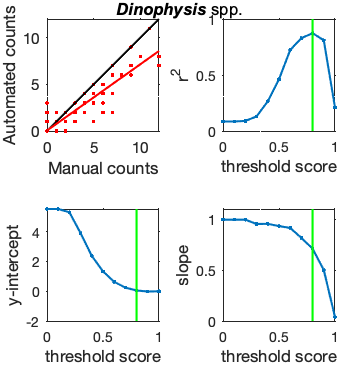 Dinophysis spp.
Automated counts
10
5
0
0
5
10
Manual counts
r2
1
0.5
0
0
0.5
1
threshold score
y-intercept
4
2
0
-2
0
0.5
1
threshold score
slope
1
0.5
0
0
0.5
1
threshold score